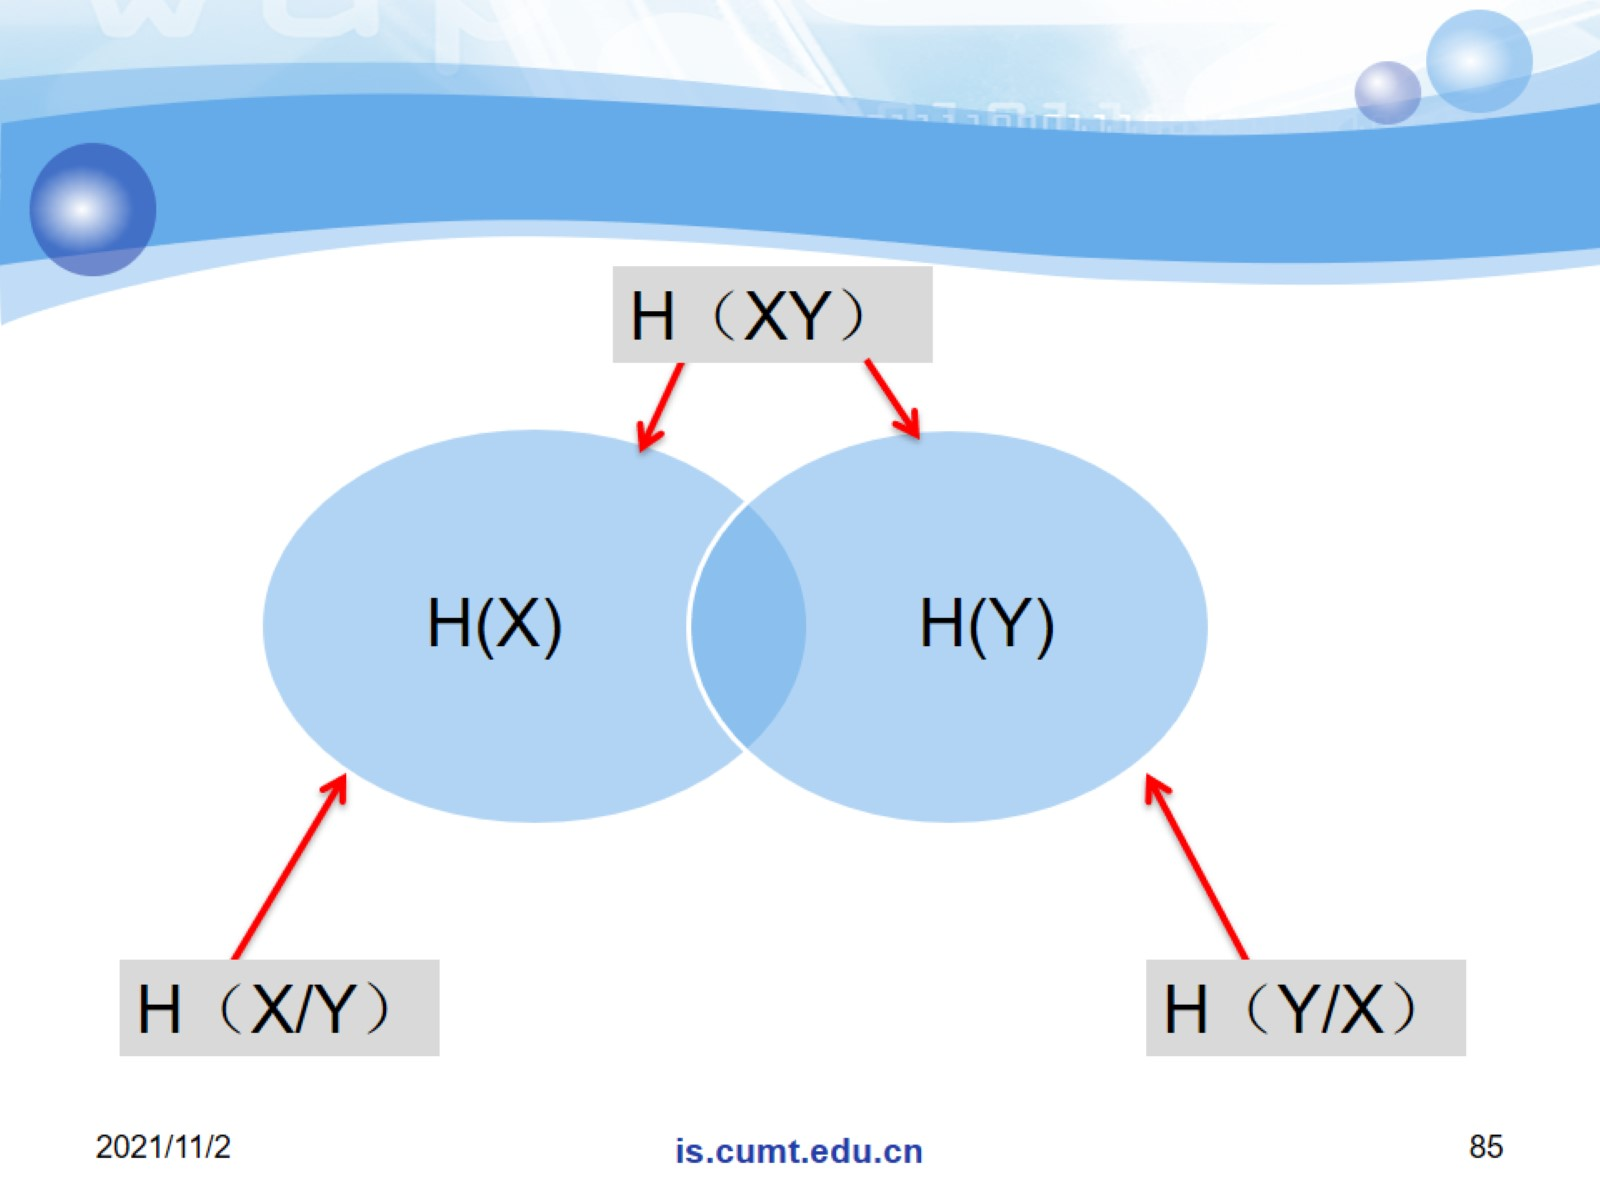 H（XY）
H(X)
H(Y)
H（X/Y）
H（Y/X）
2021/11/2
is.cumt.edu.cn
85